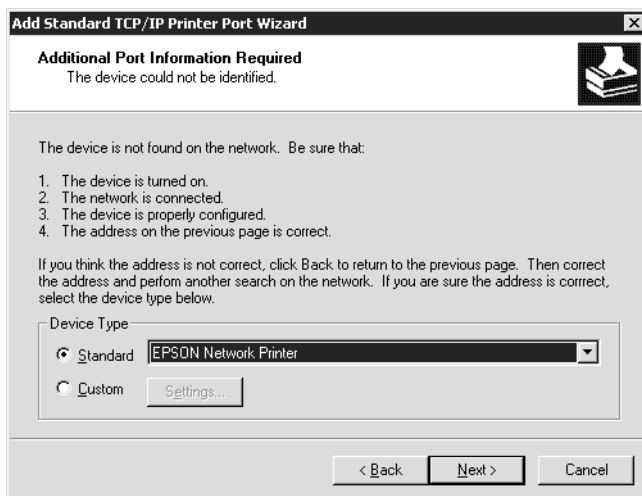 Add Standard TCP/IP Printer Port Wizard
Additional Port Information Required
The device could not be identified.
The device is not found on the network. Be sure that:
1. The device is turned on.
2. The network is connected.
3. The device is properly configured.
4. The address on the previous page is correct.
If you think the address is not correct, click Back to return to the previous page. Then correct
the address and perfom another search on the network. If you are sure the address is corrrect,
select the device type below.
Device Type
Standard EPSON Network Printer
Custom Settings...
< Back Next > Cancel